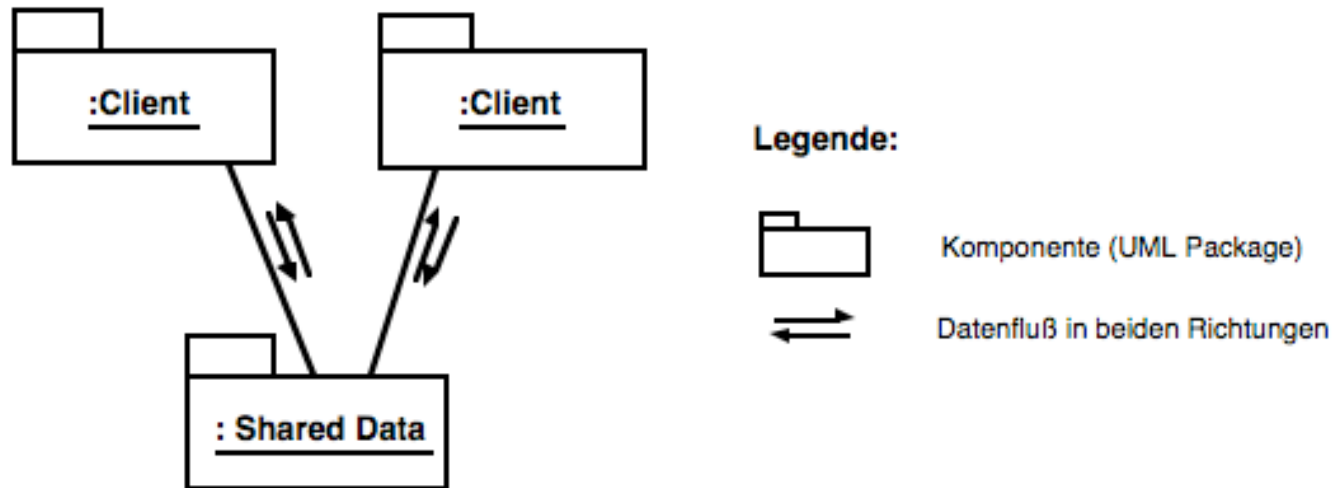 :Client
:Client
Legende:
Komponente (UML Package)
Datenfluß in beiden Richtungen
: Shared Data